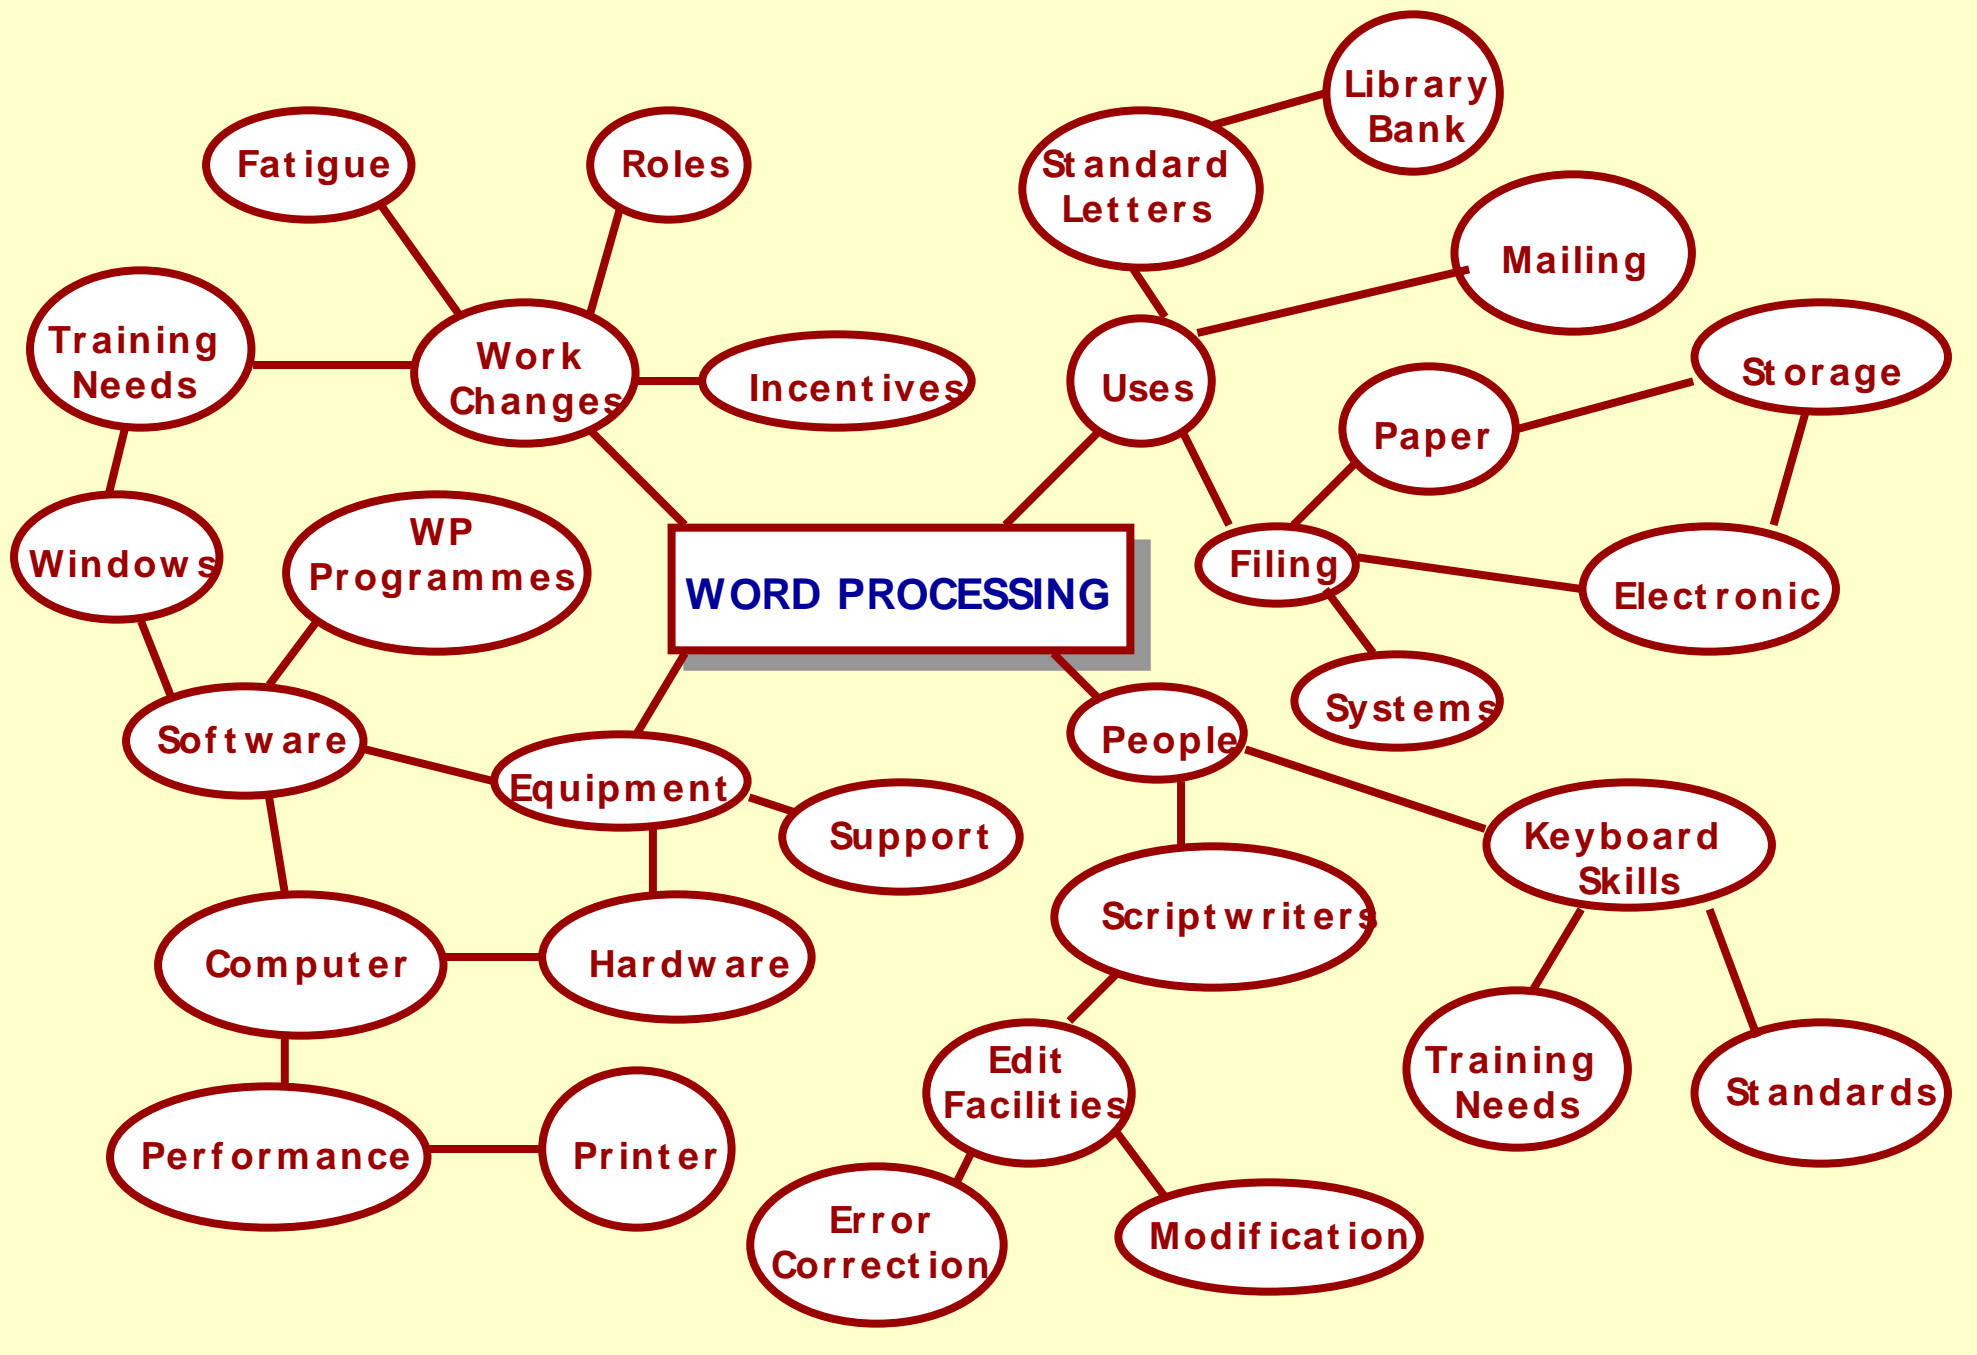 Library
Bank
Fatigue
Roles
Standard
Letters
Mailing
Training
Needs
Work
Changes
Incentives
Uses
Storage
Paper
Windows
WP
Programmes
WORD PROCESSING
Filing
Electronic
Systems
Software
Equipment
People
Support
Keyboard
Skills
Scriptwriters
Computer
Hardware
Edit
Facilities
Training
Needs
Standards
Performance
Printer
Error
Correction
Modification